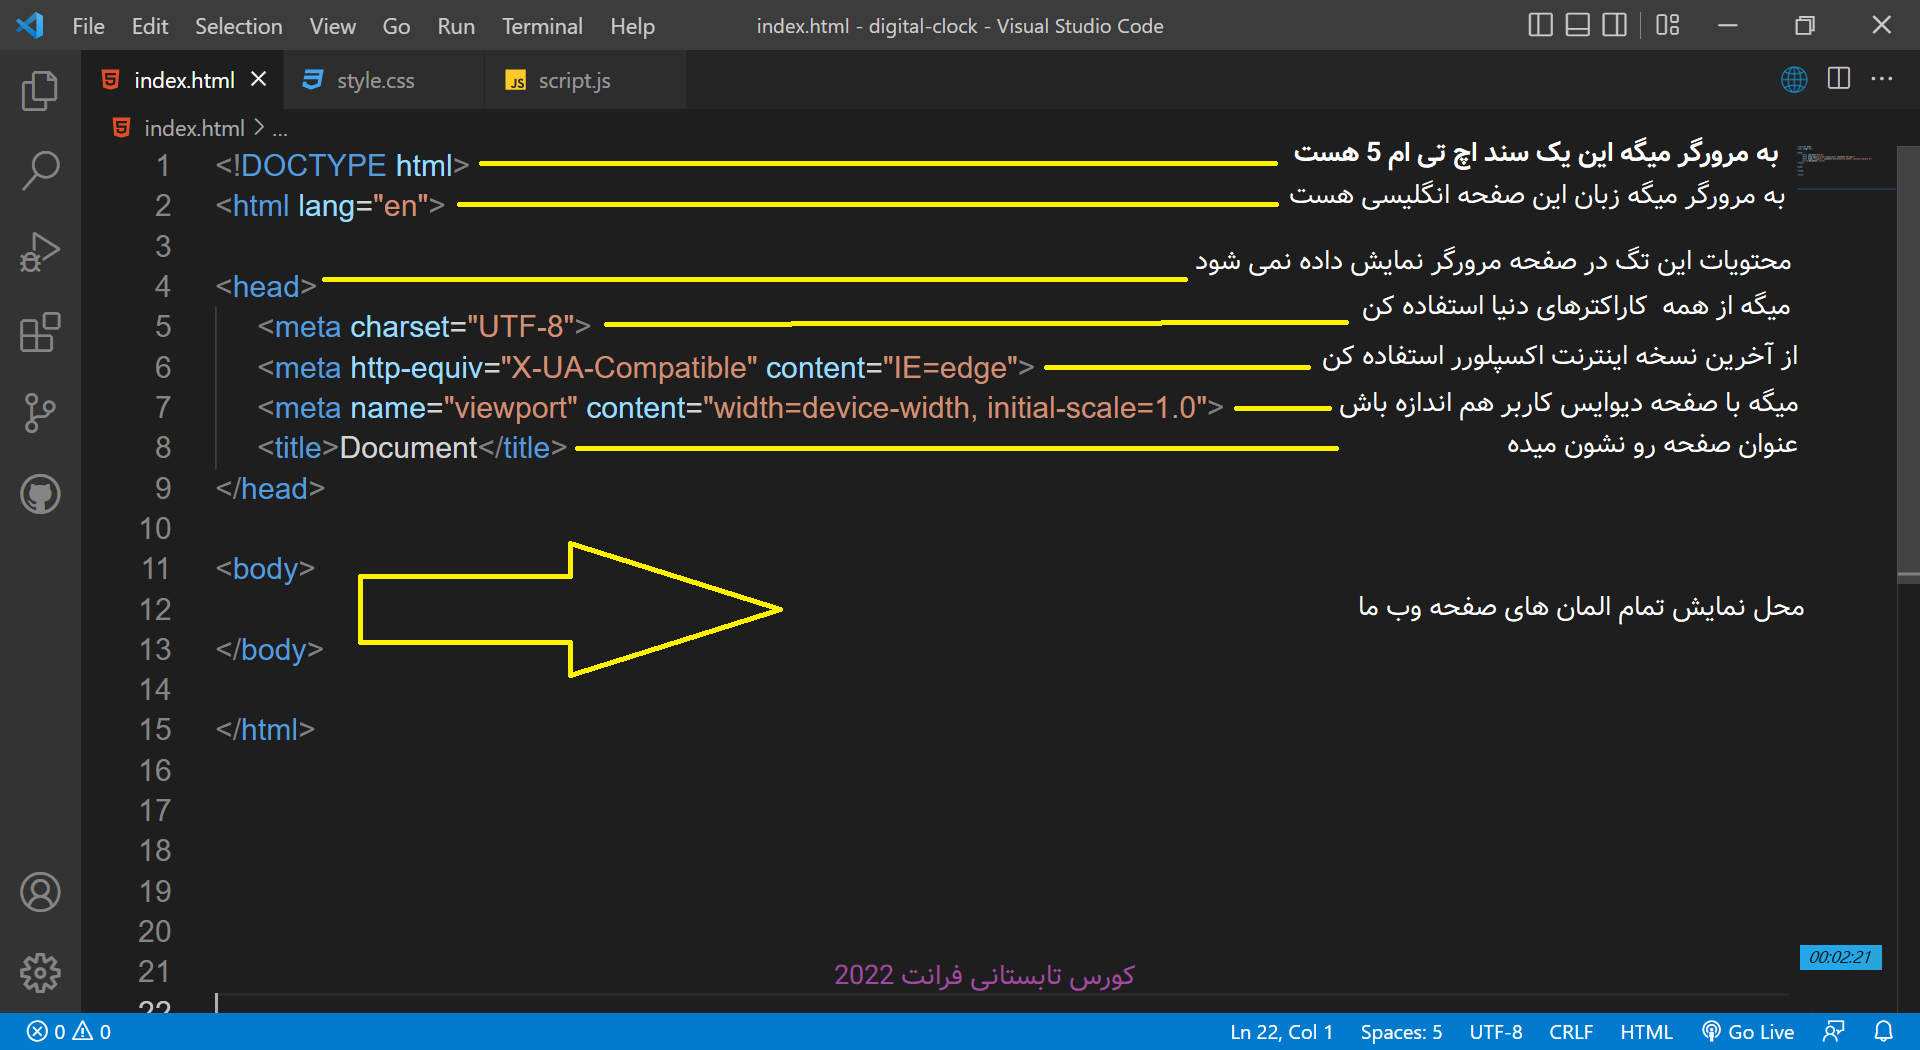 File Edit Selection View Go Run Terminal Help index.html - digital-clock - Visual Studio Code
index.html style.css JS script.js
index.html > ...
1 <!DOCTYPE html> به مرورگر میگه این یک سند اچ تی ام 5 هست
2 <html lang="en"> به مرورگر میگه زبان این صفحه انگلیسی هست
3
4 <head> محتویات این تگ در صفحه مرورگر نمایش داده نمی شود
5 <meta charset="UTF-8"> میگه از همه کاراکترهای دنیا استفاده کن
6 <meta http-equiv="X-UA-Compatible" content="IE=edge"> از آخرین نسخه اینترنت اکسپلورر استفاده کن
7 <meta name="viewport" content="width=device-width, initial-scale=1.0"> میگه با صفحه دیوایس کاربر هم اندازه باش
8 <title>Document</title> عنوان صفحه رو نشون میده
9 </head>
10
11 <body>
12 محل نمایش تمام المان های صفحه وب ما
13 </body>
14
15 </html>
16
17
18
19
20
21 کورس تابستانی فرانت 2022
00:02:21
22
0 0 Ln 22, Col 1 Spaces: 5 UTF-8 CRLF HTML Go Live